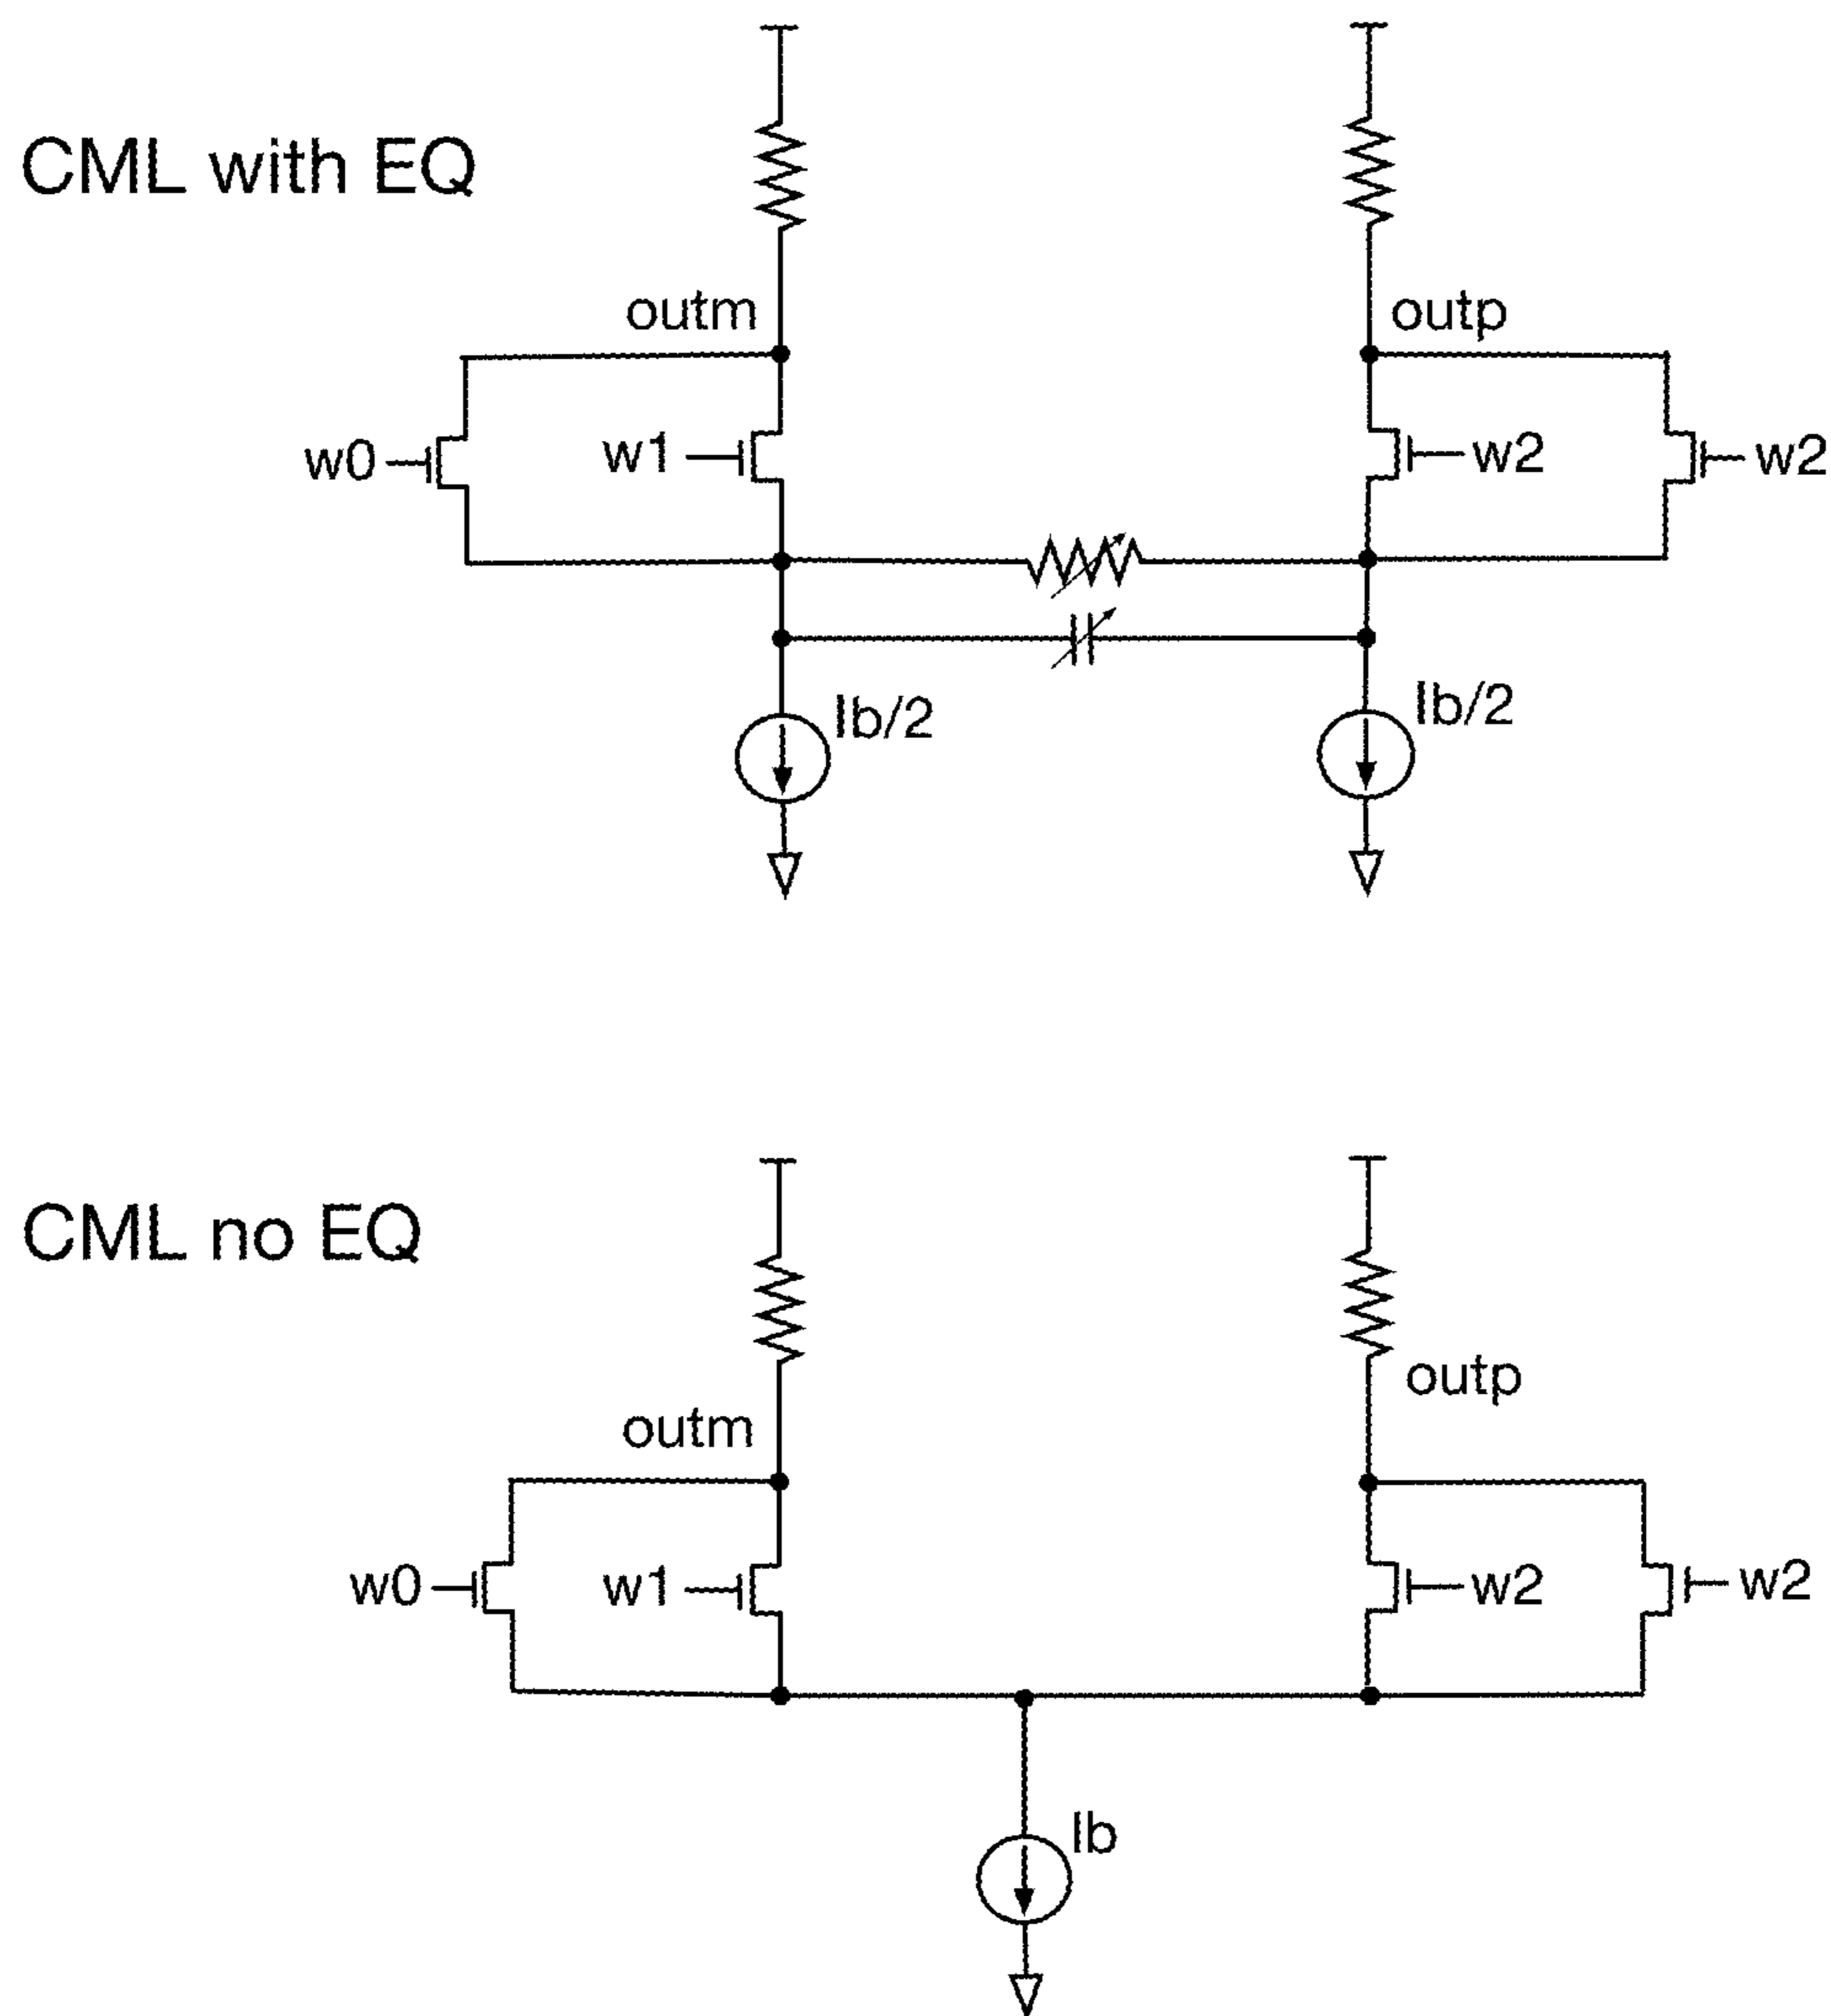 CML with EQ
outm
outp
w0
w1
w2
w2
Ib/2
Ib/2
CML no EQ
outp
outm
w0
w1
w2
w2
Ib